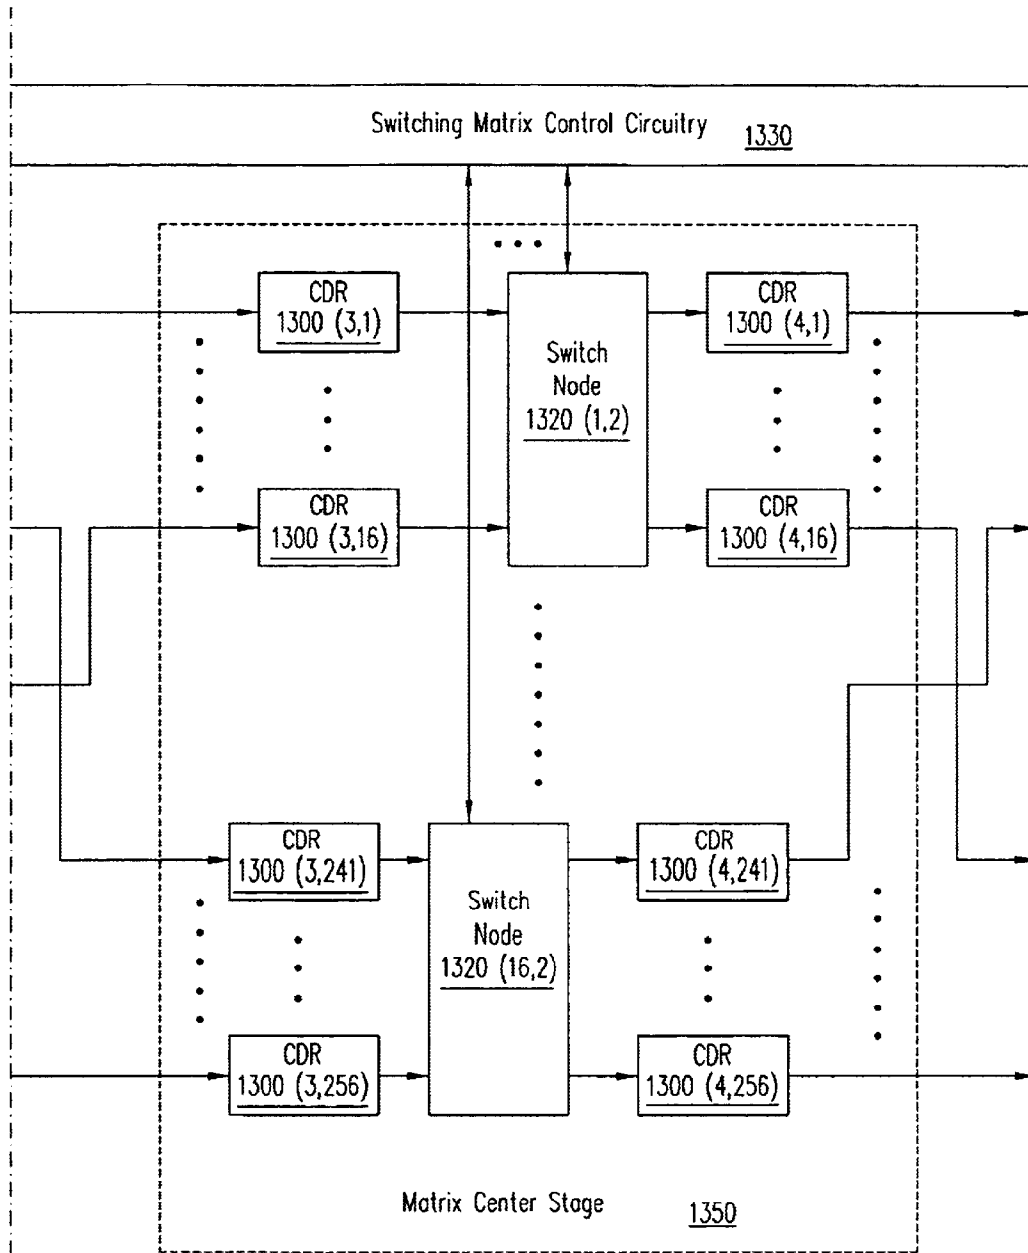 Switching Matrix Control Circuitry 1330
CDR
1300 (3,1)
CDR
1300 (4,1)
Switch
Node
1320 (1,2)
CDR
1300 (3,16)
CDR
1300 (4,16)
CDR
1300 (3,241)
CDR
1300 (4,241)
Switch
Node
1320 (16,2)
CDR
1300 (3,256)
CDR
1300 (4,256)
Matrix Center Stage 1350